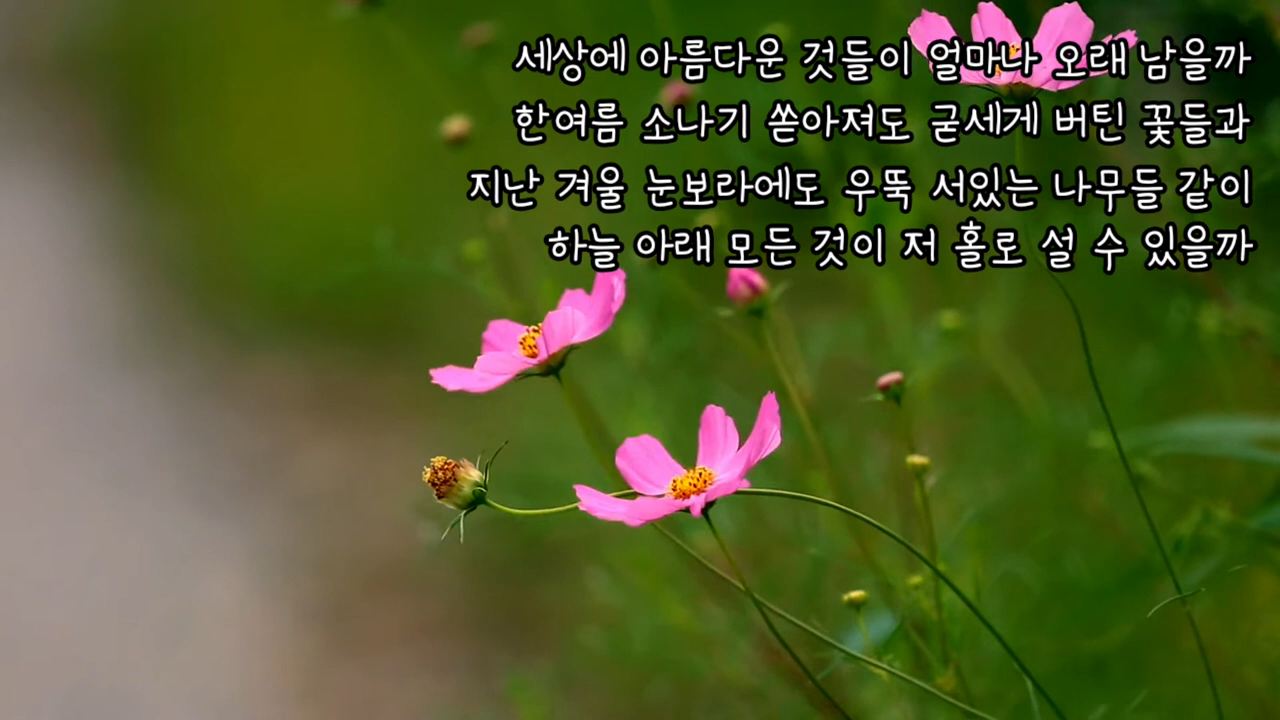 세상에 아름다운 것들이 얼마나 오래 남을까
한여름 소나기 쏟아져도 굳세게 버틴 꽃들과
지난 겨울 눈보라에도 우뚝 서있는 나무들 같이
하늘 아래 모든 것이 저 홀로 설 수 있을까